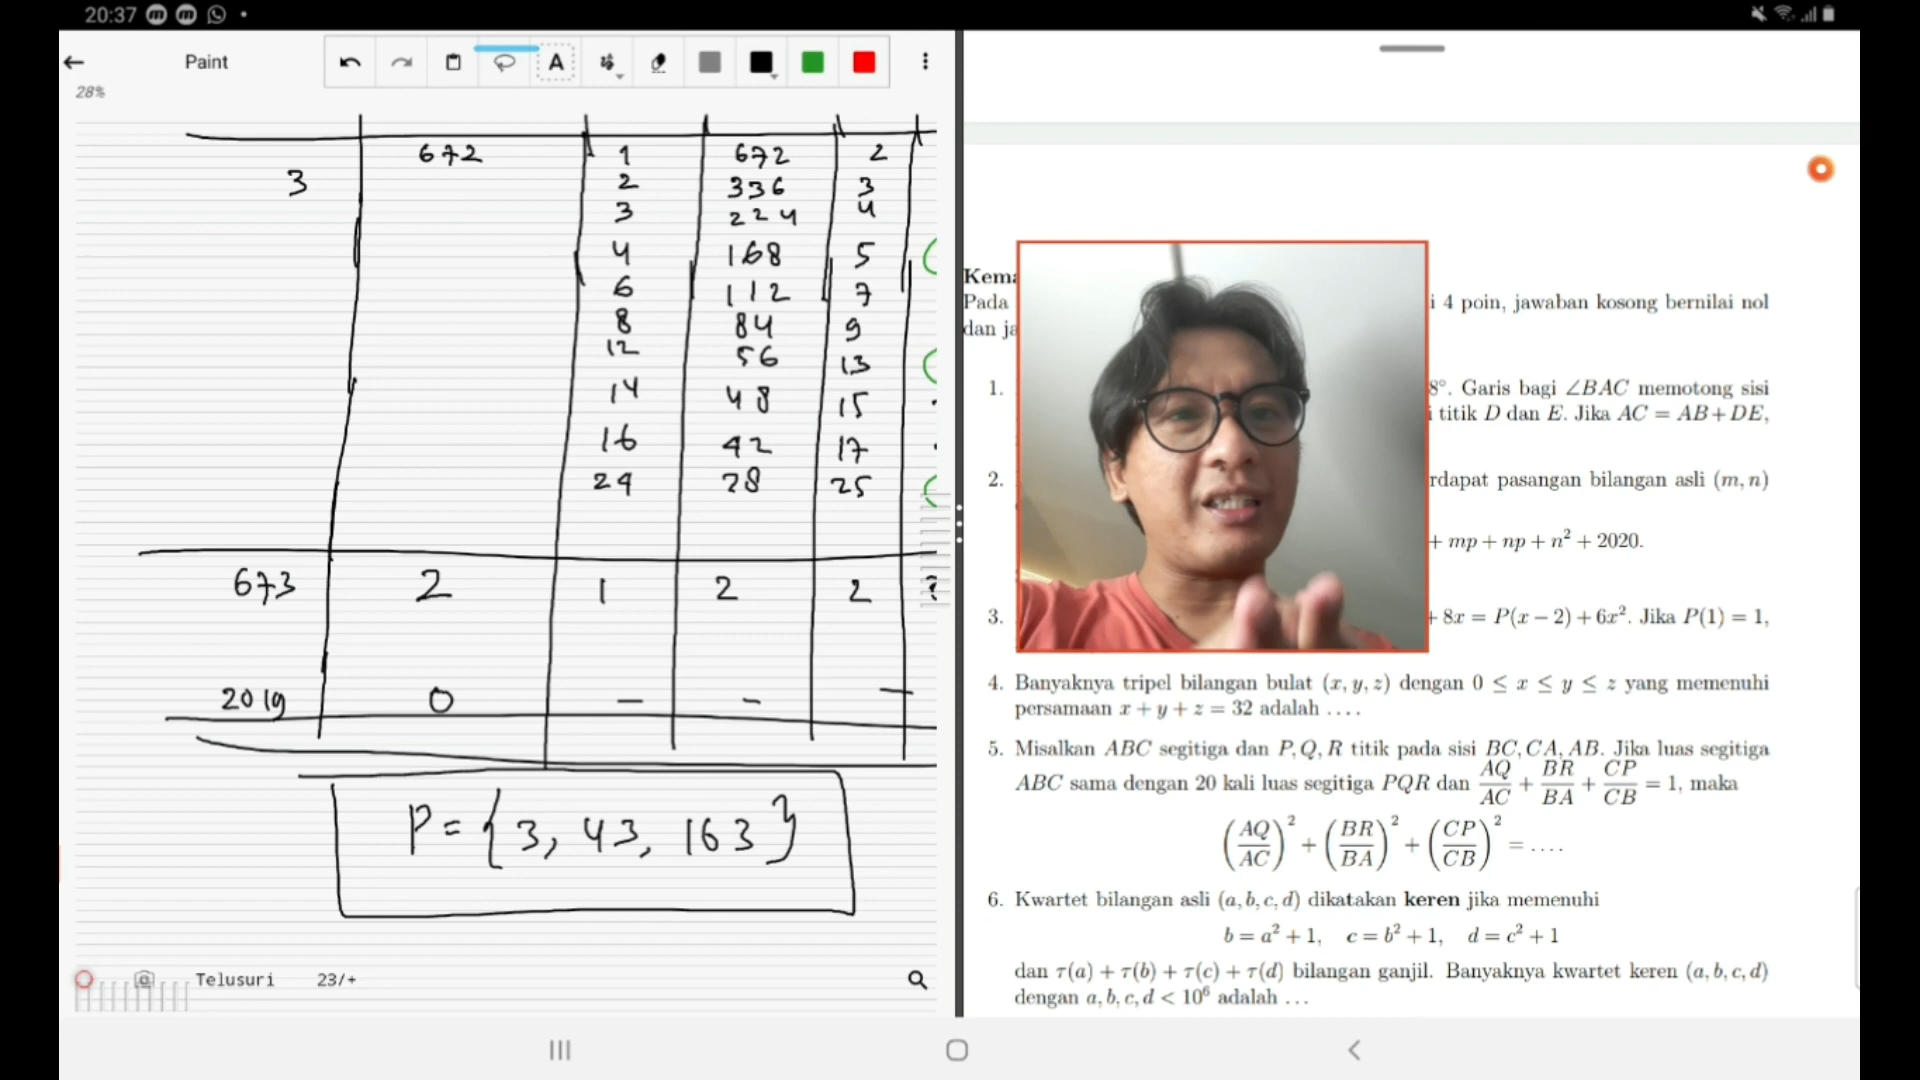 20:37
Paint
A
28%
672 1 672 2
3 2 336 3
3 224 4
4 168 5
6 112 7
8 84 9
12 56 13
14 48 15
16 42 17
24 28 25
673 2 1 2 2
2019 0 — — —
P = {3, 43, 163}
Telusuri 23/+
Pada i 4 poin, jawaban kosong bernilai nol
dan
1. 8°. Garis bagi ∠BAC memotong sisi
titik D dan E. Jika AC = AB + DE,
2. rdapat pasangan bilangan asli (m, n)
+ mp + np + n² + 2020.
3. + 8x = P(x − 2) + 6x². Jika P(1) = 1,
4. Banyaknya tripel bilangan bulat (x, y, z) dengan 0 ≤ x ≤ y ≤ z yang memenuhi
persamaan x + y + z = 32 adalah . . . .
5. Misalkan ABC segitiga dan P, Q, R titik pada sisi BC, CA, AB. Jika luas segitiga
ABC sama dengan 20 kali luas segitiga PQR dan AQ/AC + BR/BA + CP/CB = 1, maka
(AQ/AC)² + (BR/BA)² + (CP/CB)² = . . . .
6. Kwartet bilangan asli (a, b, c, d) dikatakan keren jika memenuhi
b = a² + 1, c = b² + 1, d = c² + 1
dan τ(a) + τ(b) + τ(c) + τ(d) bilangan ganjil. Banyaknya kwartet keren (a, b, c, d)
dengan a, b, c, d < 10⁶ adalah . . .